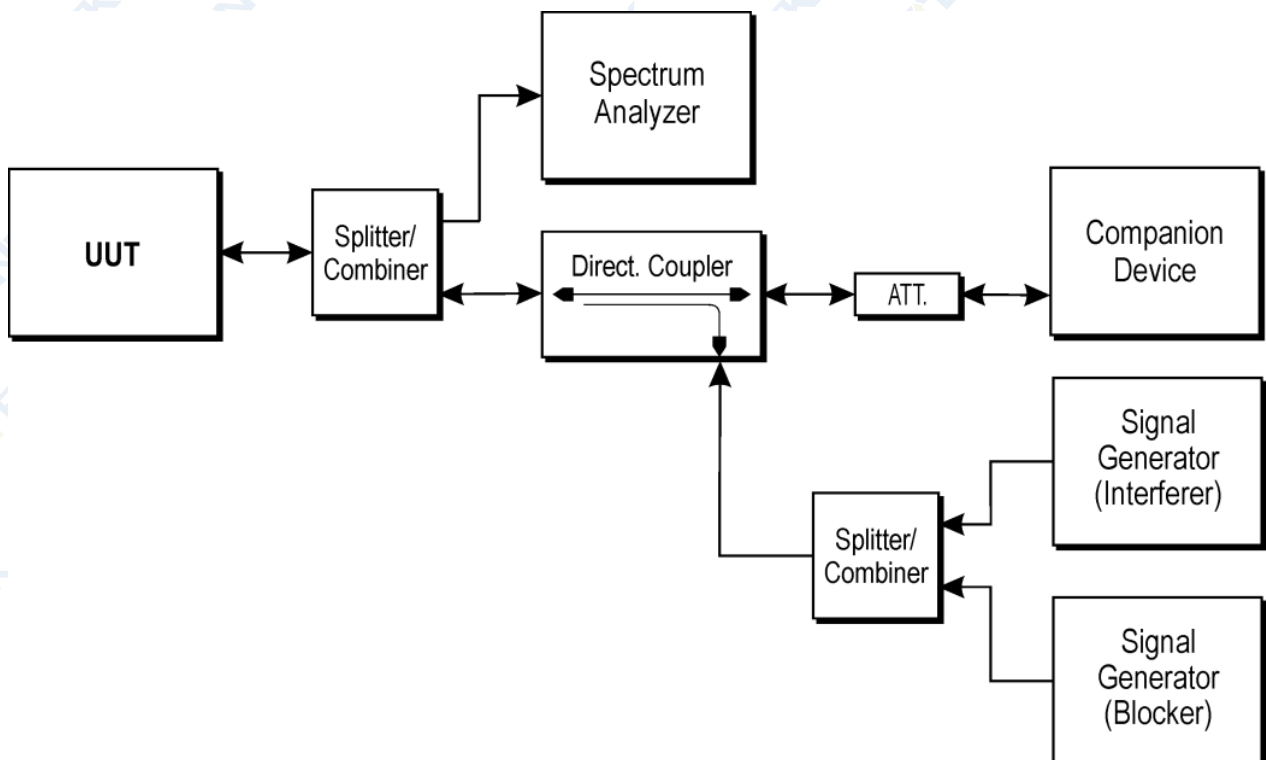 Spectrum
Analyzer
UUT
Splitter/
Combiner
Direct. Coupler
ATT.
Companion
Device
Signal
Generator
(Interferer)
Splitter/
Combiner
Signal
Generator
(Blocker)